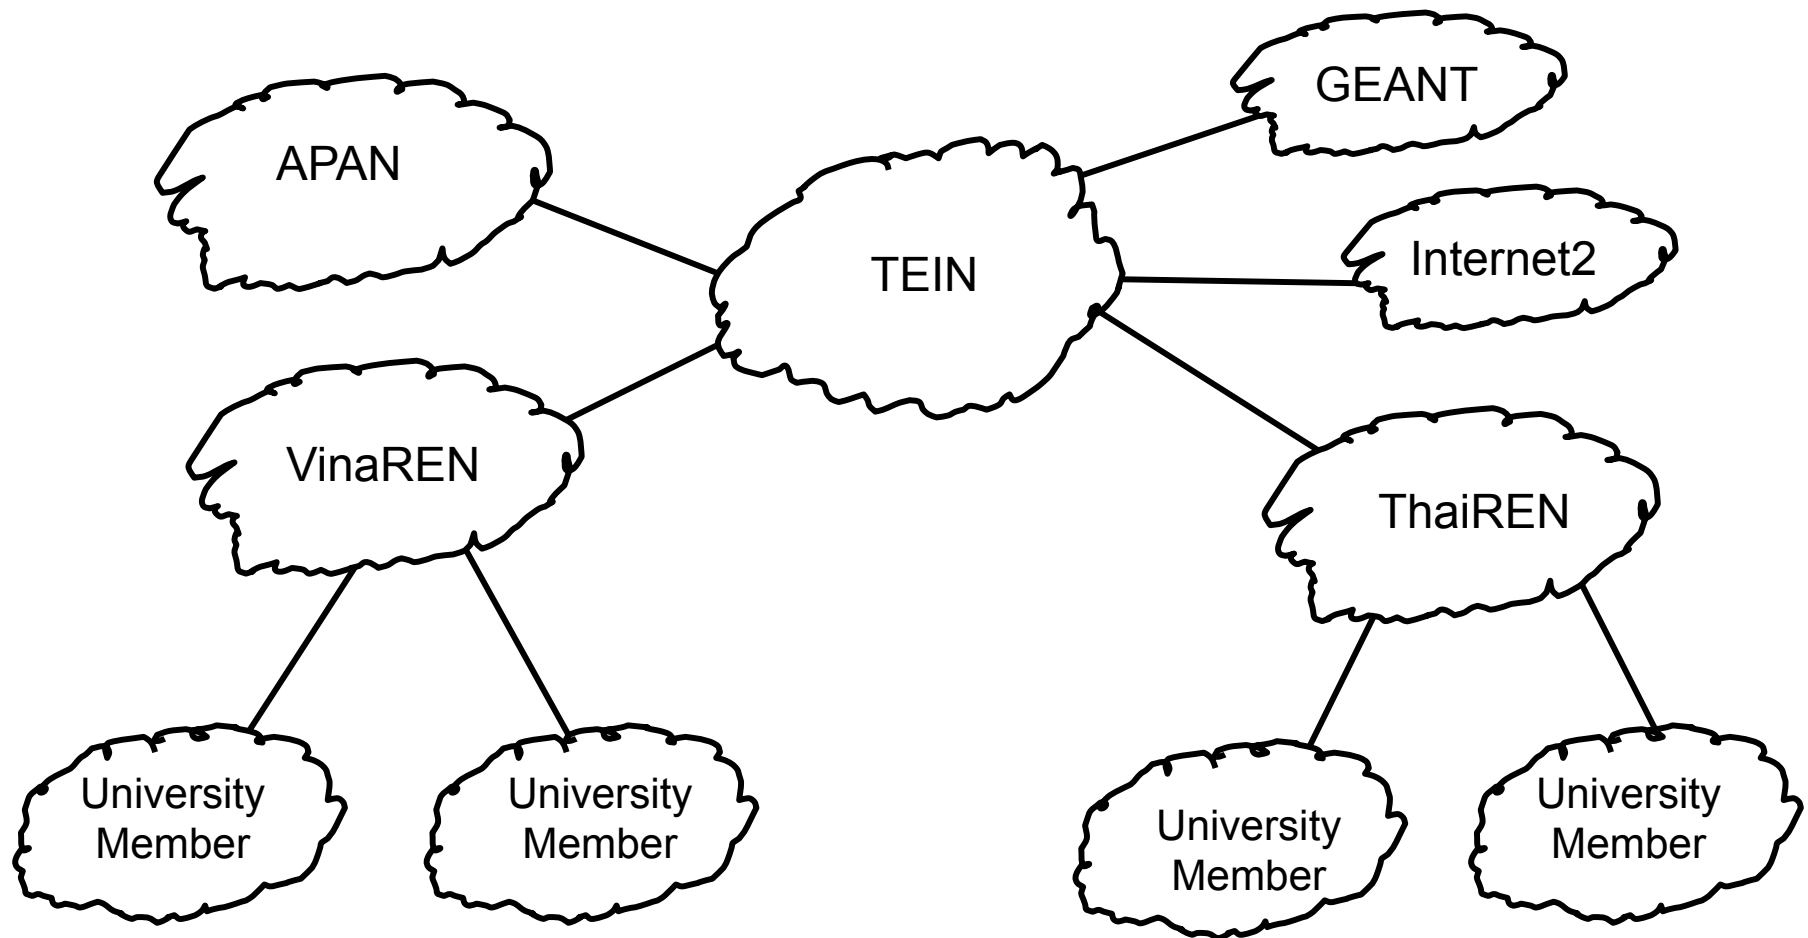 GEANT
APAN
TEIN
Internet2
VinaREN
ThaiREN
University
Member
University
Member
University
Member
University
Member